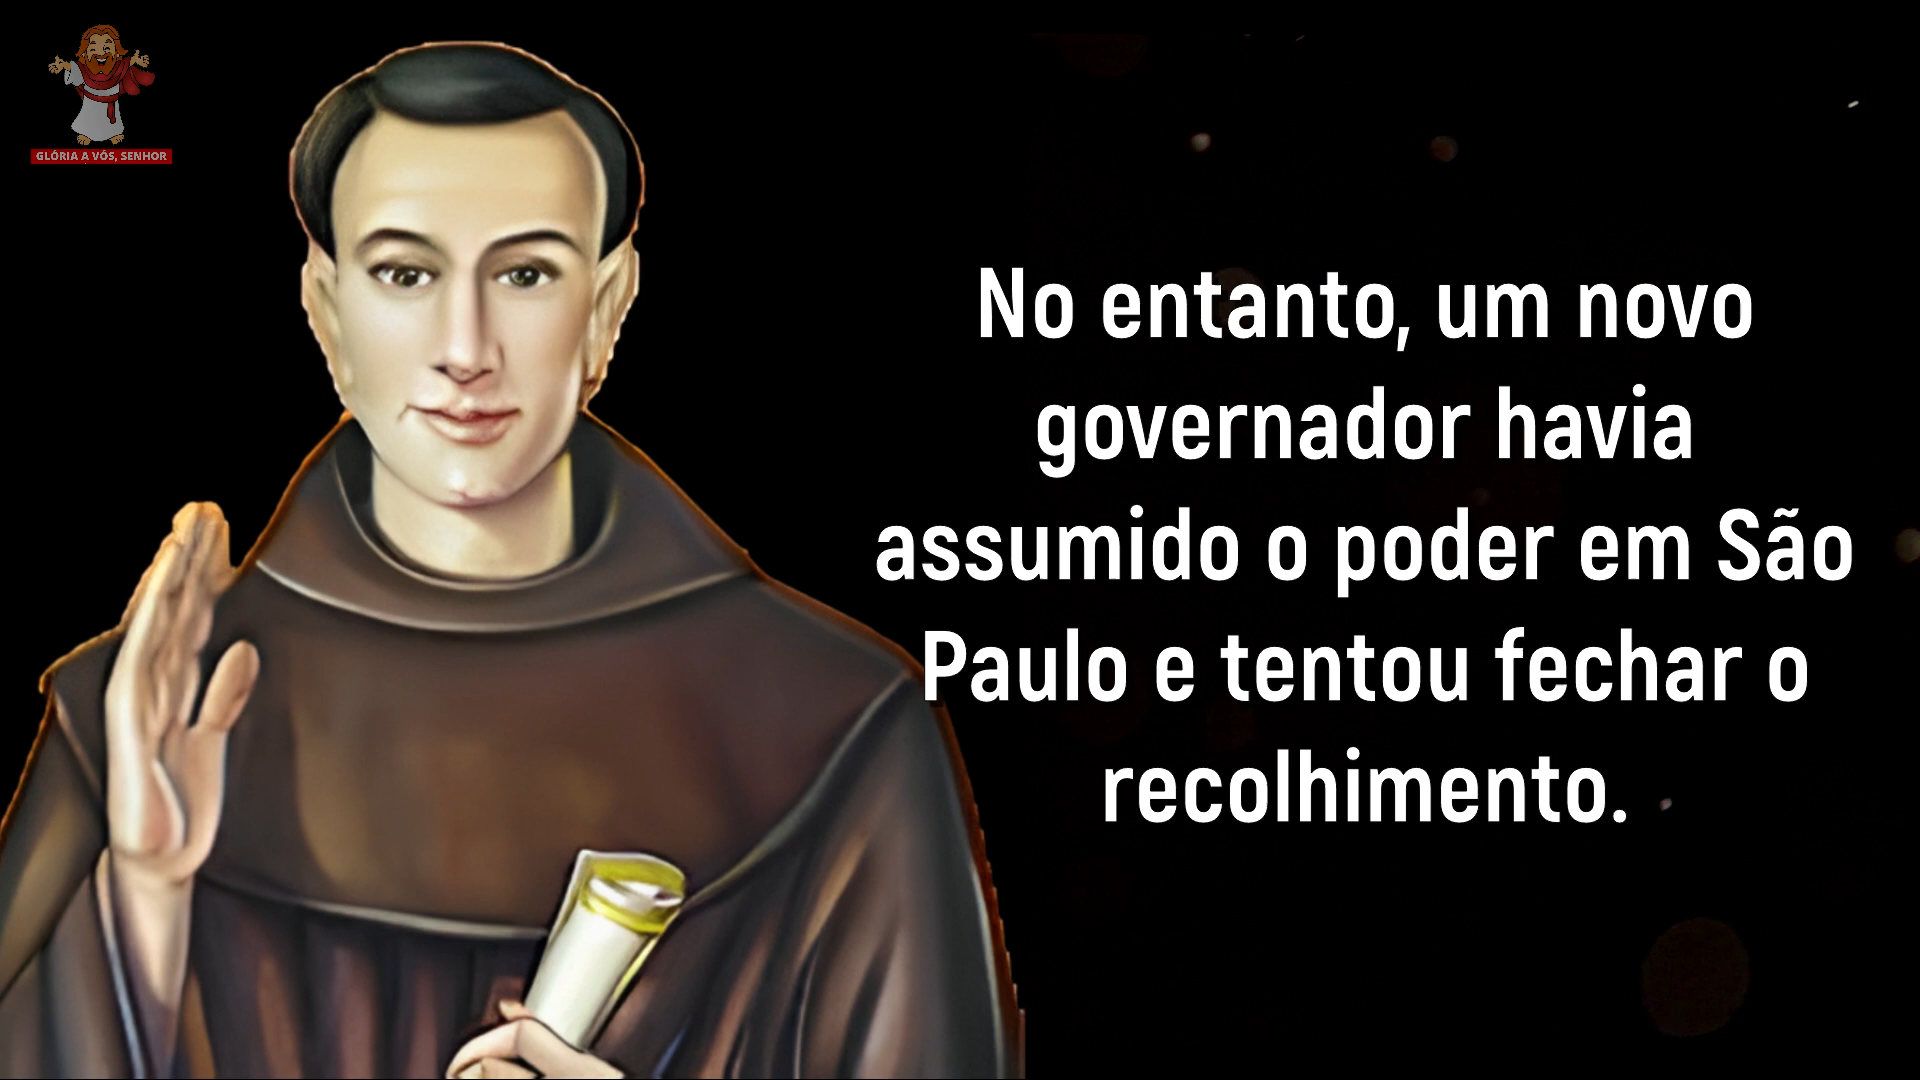 GLÓRIA A VÓS, SENHOR
No entanto, um novo
governador havia
assumido o poder em São
Paulo e tentou fechar o
recolhimento.